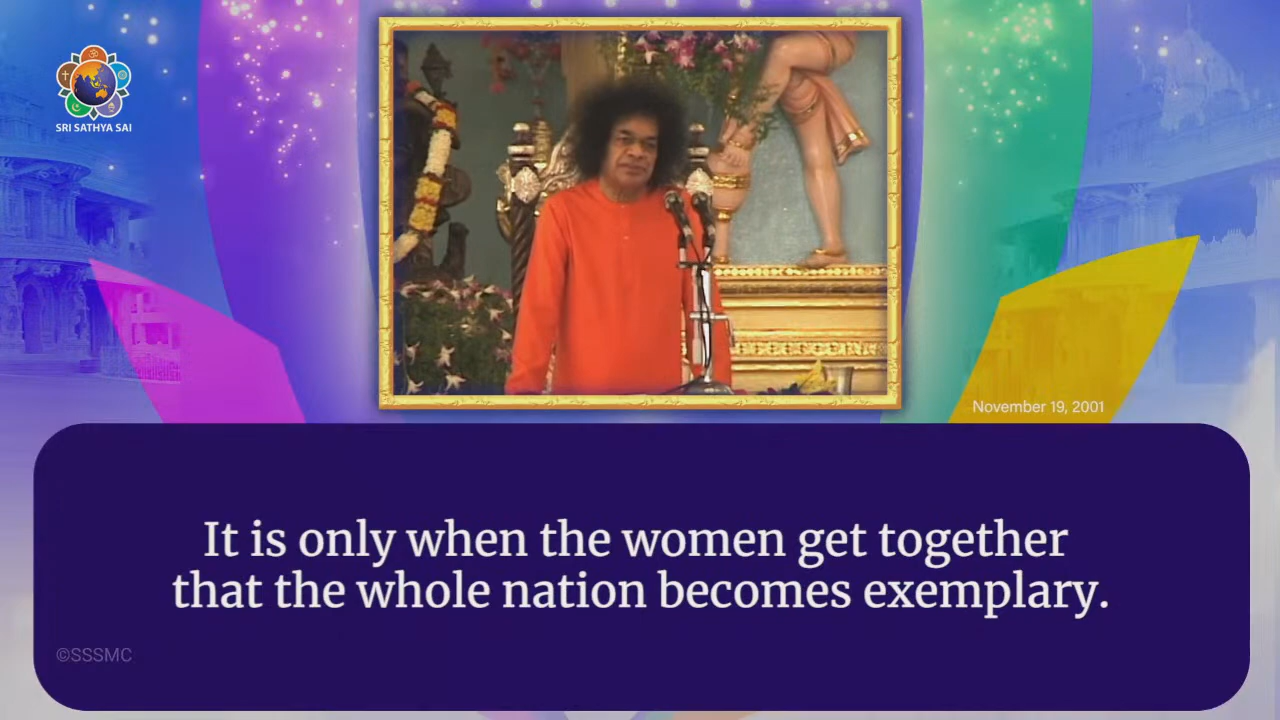 SRI SATHYA SAI
November 19, 2001
It is only when the women get together
that the whole nation becomes exemplary.
©SSSMC